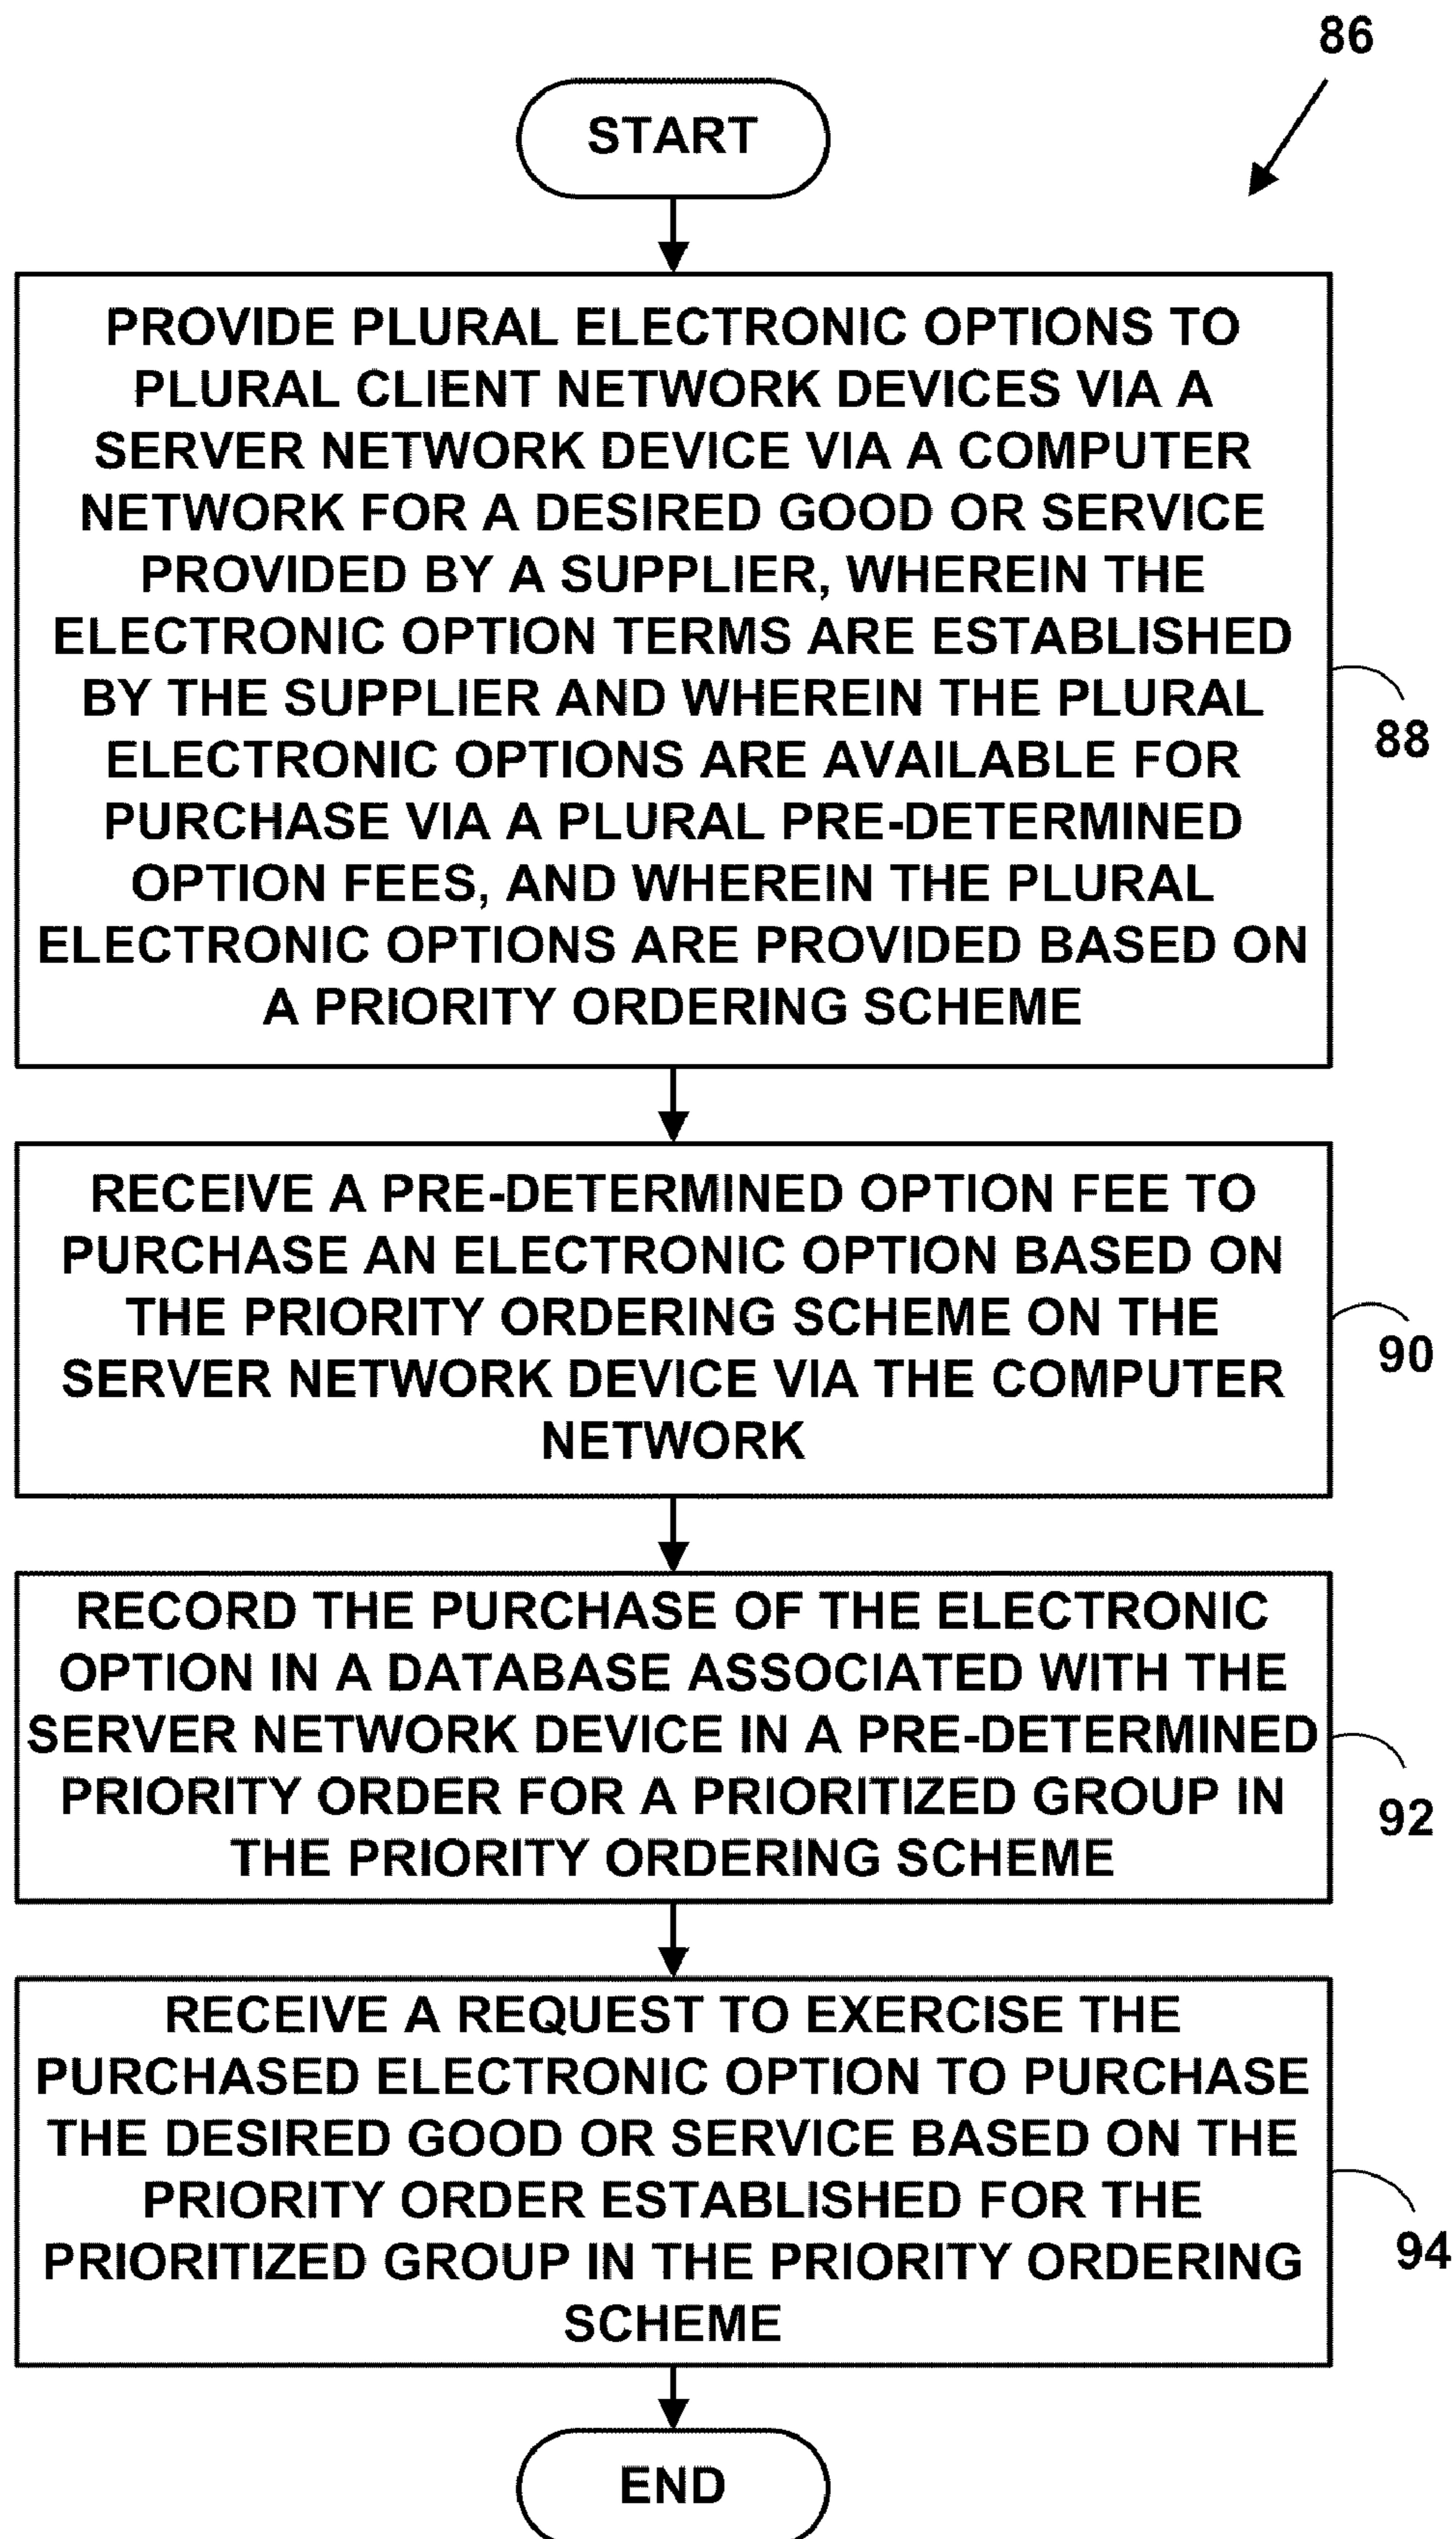 86
START
PROVIDE PLURAL ELECTRONIC OPTIONS TO
PLURAL CLIENT NETWORK DEVICES VIA A
SERVER NETWORK DEVICE VIA A COMPUTER
NETWORK FOR A DESIRED GOOD OR SERVICE
PROVIDED BY A SUPPLIER, WHEREIN THE
ELECTRONIC OPTION TERMS ARE ESTABLISHED
BY THE SUPPLIER AND WHEREIN THE PLURAL
ELECTRONIC OPTIONS ARE AVAILABLE FOR
PURCHASE VIA A PLURAL PRE-DETERMINED
OPTION FEES, AND WHEREIN THE PLURAL
ELECTRONIC OPTIONS ARE PROVIDED BASED ON
A PRIORITY ORDERING SCHEME
88
RECEIVE A PRE-DETERMINED OPTION FEE TO
PURCHASE AN ELECTRONIC OPTION BASED ON
THE PRIORITY ORDERING SCHEME ON THE
SERVER NETWORK DEVICE VIA THE COMPUTER
NETWORK
90
RECORD THE PURCHASE OF THE ELECTRONIC
OPTION IN A DATABASE ASSOCIATED WITH THE
SERVER NETWORK DEVICE IN A PRE-DETERMINED
PRIORITY ORDER FOR A PRIORITIZED GROUP IN
THE PRIORITY ORDERING SCHEME
92
RECEIVE A REQUEST TO EXERCISE THE
PURCHASED ELECTRONIC OPTION TO PURCHASE
THE DESIRED GOOD OR SERVICE BASED ON THE
PRIORITY ORDER ESTABLISHED FOR THE
PRIORITIZED GROUP IN THE PRIORITY ORDERING
SCHEME
94
END